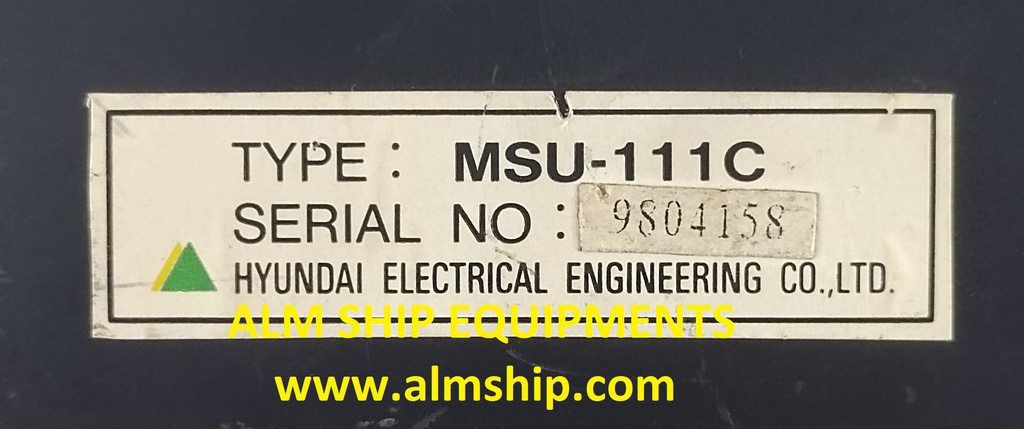 TYPE : MSU-111C
SERIAL NO : 9804158
HYUNDAI ELECTRICAL ENGINEERING CO.,LTD.
ALM SHIP EQUIPMENTS
www.almship.com